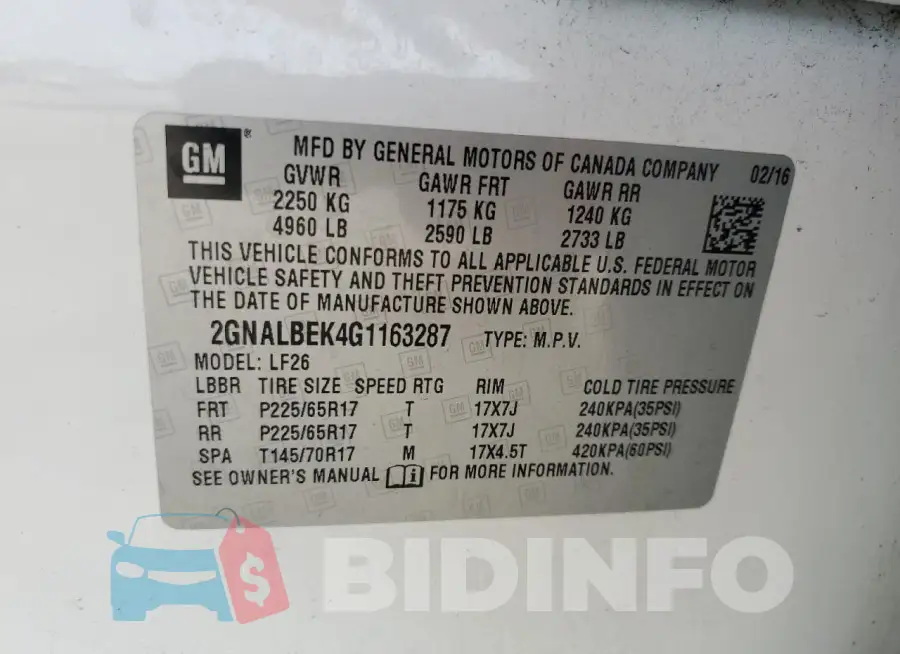 GM ® MFD BY GENERAL MOTORS OF CANADA COMPANY 02/16
GVWR GAWR FRT GAWR RR
2250 KG 1175 KG 1240 KG
4960 LB 2590 LB 2733 LB
THIS VEHICLE CONFORMS TO ALL APPLICABLE U.S. FEDERAL MOTOR
VEHICLE SAFETY AND THEFT PREVENTION STANDARDS IN EFFECT ON
THE DATE OF MANUFACTURE SHOWN ABOVE.
2GNALBEK4G1163287 TYPE: M.P.V.
MODEL: LF26
LBBR TIRE SIZE SPEED RTG RIM COLD TIRE PRESSURE
FRT P225/65R17 T 17X7J 240KPA(35PSI)
RR P225/65R17 T 17X7J 240KPA(35PSI)
SPA T145/70R17 M 17X4.5T 420KPA(60PSI)
SEE OWNER'S MANUAL i FOR MORE INFORMATION.
$ BIDINFO